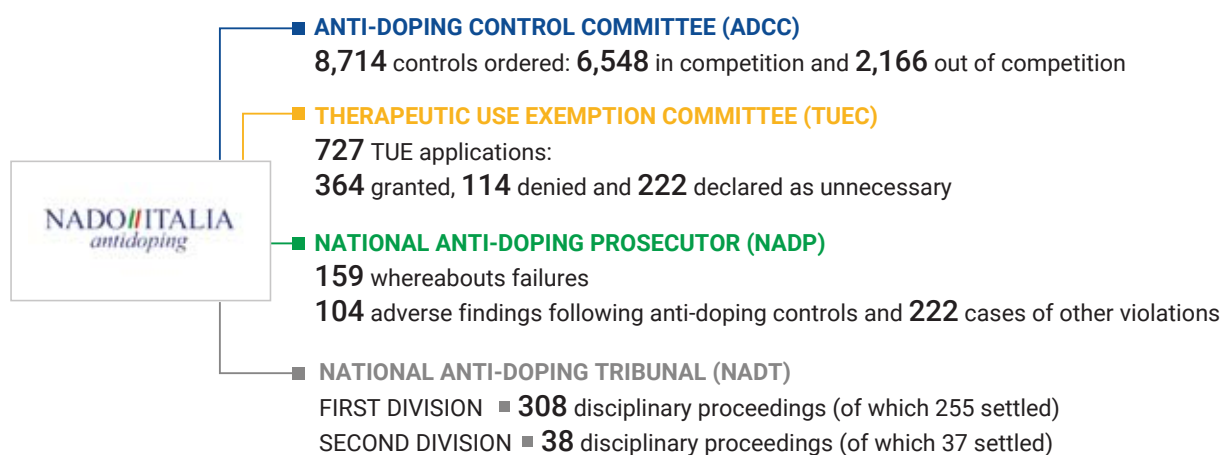 ANTI-DOPING CONTROL COMMITTEE (ADCC)
8,714 controls ordered: 6,548 in competition and 2,166 out of competition
THERAPEUTIC USE EXEMPTION COMMITTEE (TUEC)
727 TUE applications:
364 granted, 114 denied and 222 declared as unnecessary
NADO//ITALIA
antidoping
NATIONAL ANTI-DOPING PROSECUTOR (NADP)
159 whereabouts failures
104 adverse findings following anti-doping controls and 222 cases of other violations
NATIONAL ANTI-DOPING TRIBUNAL (NADT)
FIRST DIVISION ■ 308 disciplinary proceedings (of which 255 settled)
SECOND DIVISION ■ 38 disciplinary proceedings (of which 37 settled)